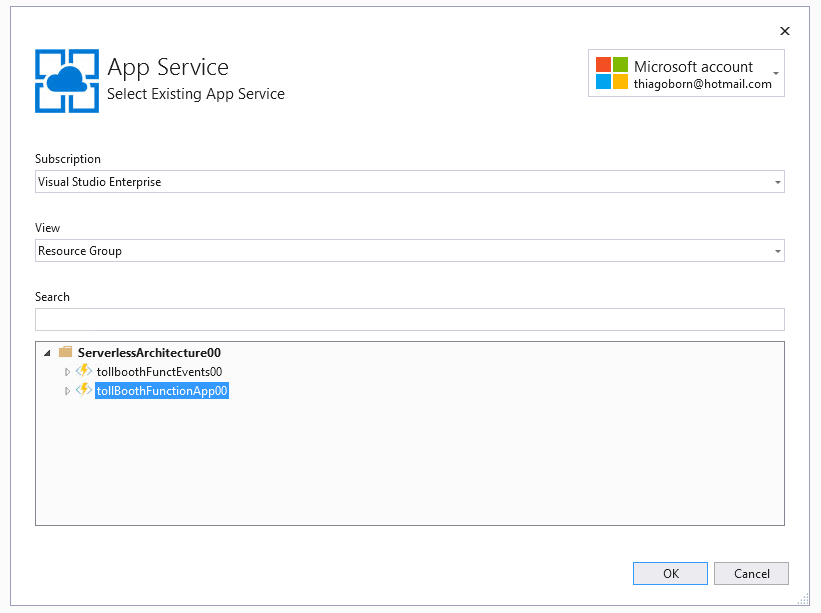 App Service
Select Existing App Service
Microsoft account
thiagoborn@hotmail.com
Subscription
Visual Studio Enterprise
View
Resource Group
Search
ServerlessArchitecture00
tollboothFunctEvents00
tollBoothFunctionApp00
OK
Cancel